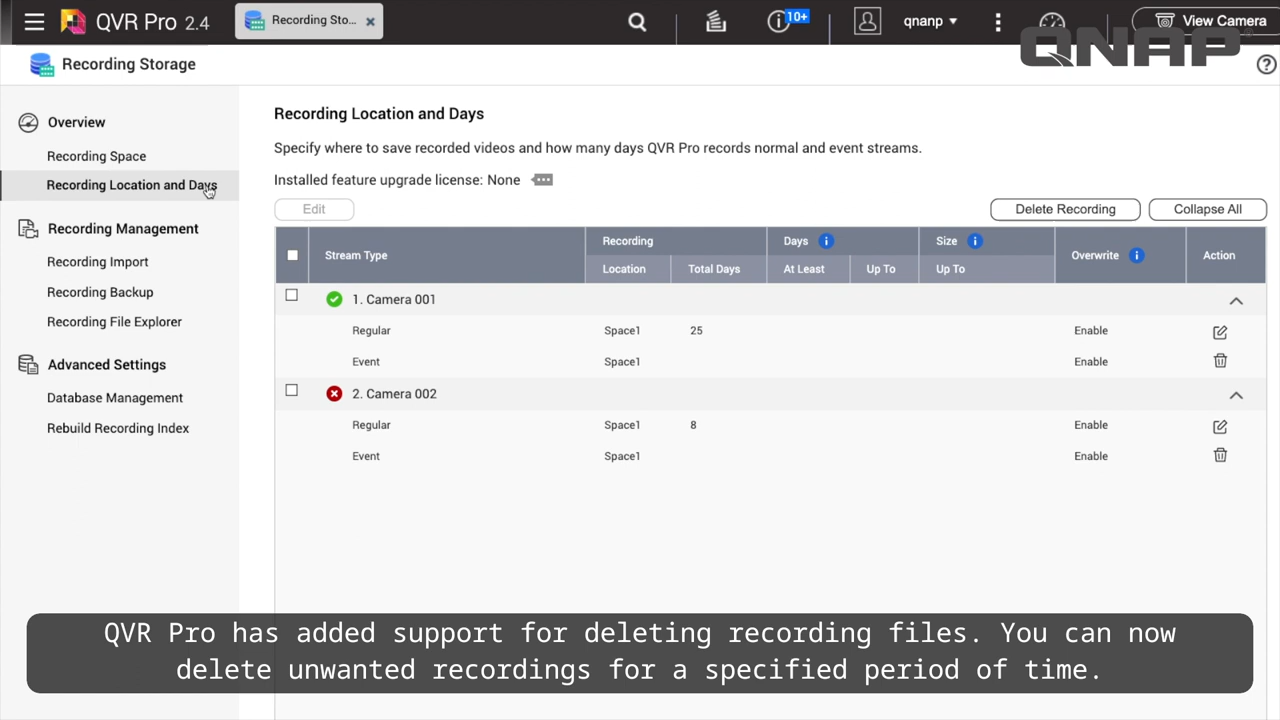 QVR Pro 2.4
Recording Sto...
10+
qnanp
View Camera
QNAP
Recording Storage
Overview
Recording Space
Recording Location and Days
Recording Management
Recording Import
Recording Backup
Recording File Explorer
Advanced Settings
Database Management
Rebuild Recording Index
Recording Location and Days
Specify where to save recorded videos and how many days QVR Pro records normal and event streams.
Installed feature upgrade license: None
Edit
Delete Recording
Collapse All
Stream Type
Recording
Days
Size
Overwrite
Action
Location
Total Days
At Least
Up To
Up To
1. Camera 001
Regular Space1 25 Enable
Event Space1 Enable
2. Camera 002
Regular Space1 8 Enable
Event Space1 Enable
QVR Pro has added support for deleting recording files. You can now
delete unwanted recordings for a specified period of time.